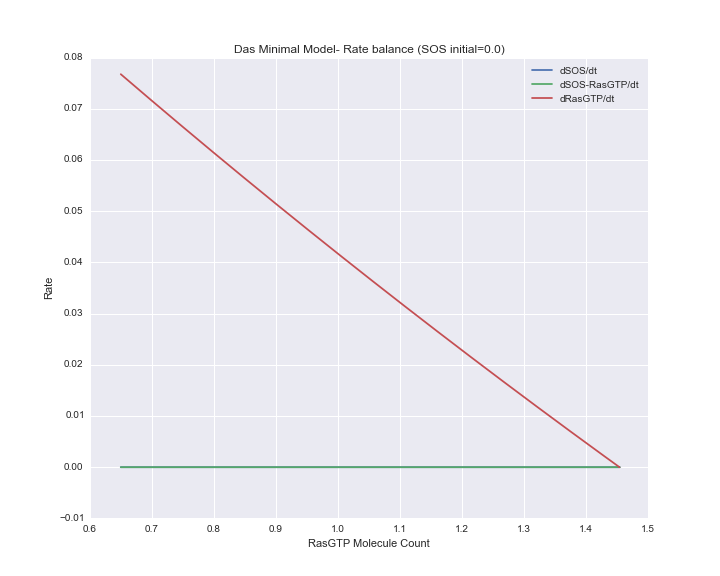 Das Minimal Model- Rate balance (SOS initial=0.0)
dSOS/dt
dSOS-RasGTP/dt
dRasGTP/dt
0.08
0.07
0.06
0.05
0.04
0.03
0.02
0.01
0.00
−0.01
Rate
0.6 0.7 0.8 0.9 1.0 1.1 1.2 1.3 1.4 1.5
RasGTP Molecule Count